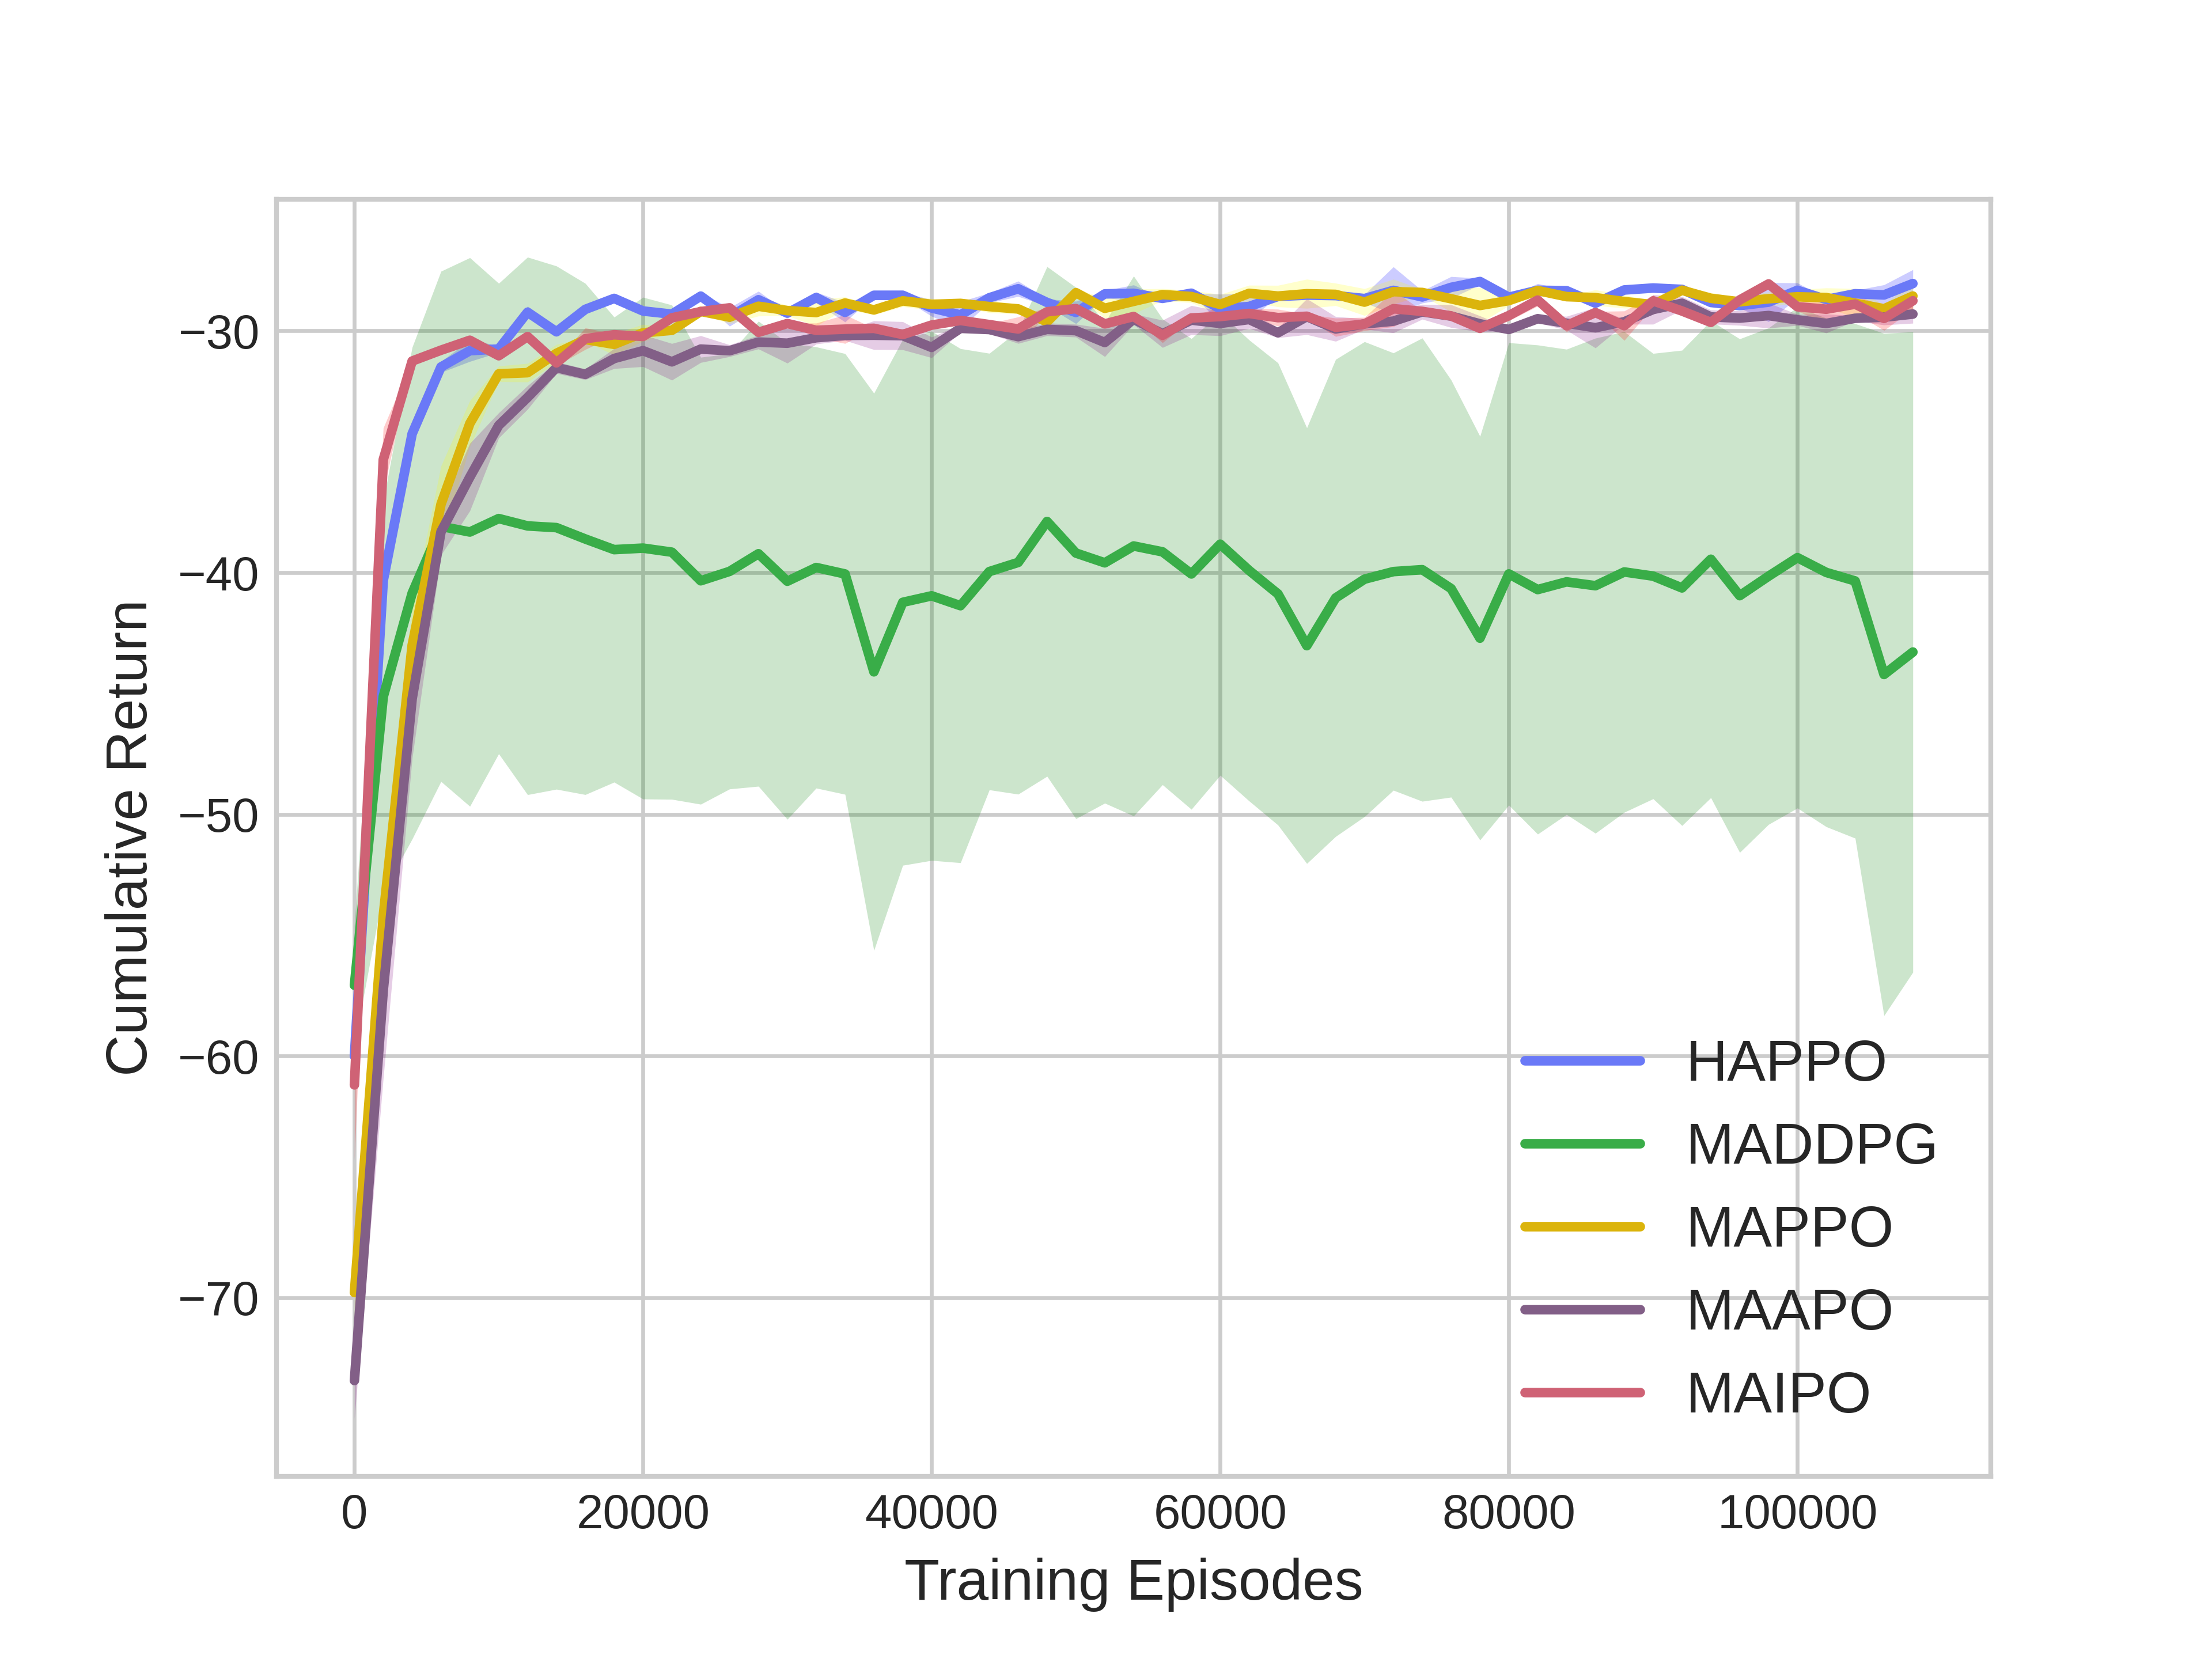 −30
−40
−50
−60
−70
Cumulative Return
HAPPO
MADDPG
MAPPO
MAAPO
MAIPO
0 20000 40000 60000 80000 100000
Training Episodes